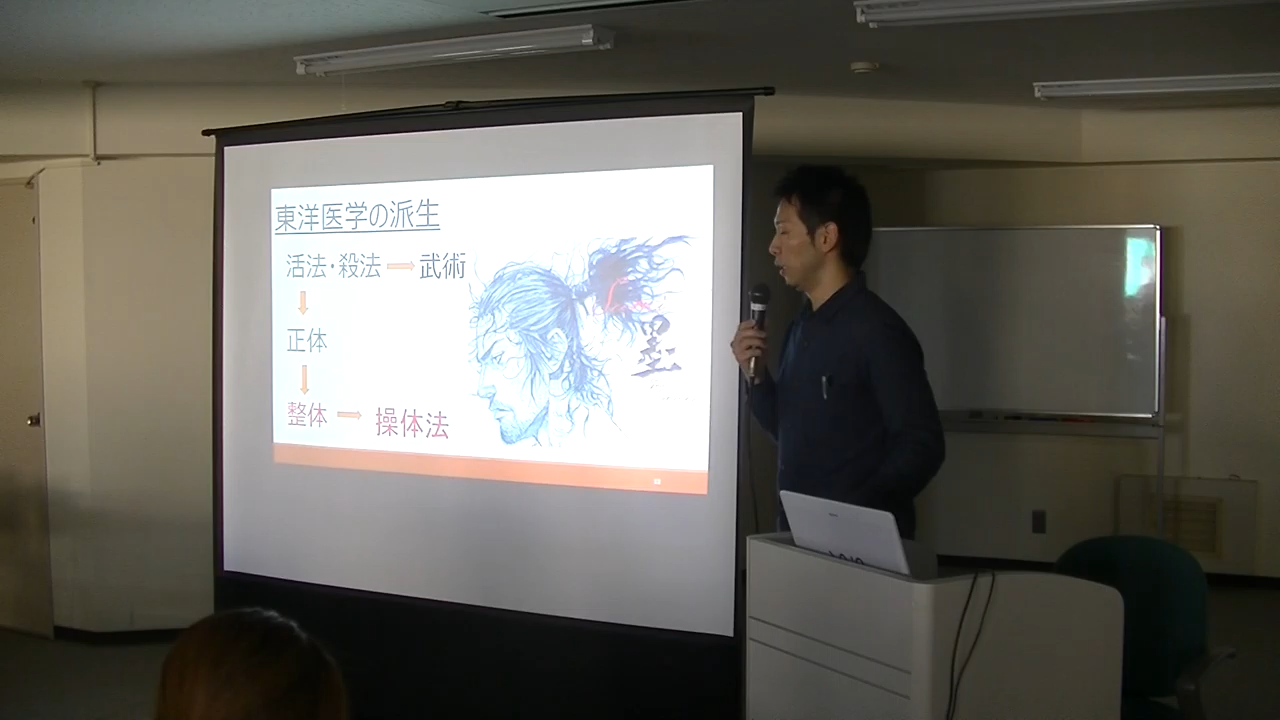 東洋医学の派生
活法・殺法 ➡ 武術
正体
整体 ➡ 操体法
墨